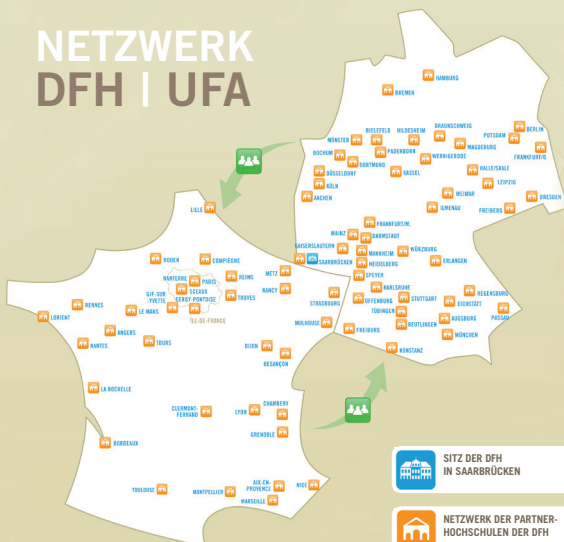 NETZWERK
DFH | UFA
HAMBURG
BREMEN
BRAUNSCHWEIG
BIELEFELD
HILDESHEIM
POTSDAM
BERLIN
MÜNSTER
MAGDEBURG
BOCHUM
PADERBORN
WERNIGERODE
FRANKFURT/O.
DORTMUND
DÜSSELDORF
KASSEL
HALLE/SAALE
KÖLN
LEIPZIG
AACHEN
WEIMAR
DRESDEN
ILMENAU
FREIBERG
LILLE
FRANKFURT/M.
MAINZ
DARMSTADT
KAISERSLAUTERN
MANNHEIM
WÜRZBURG
ROUEN
COMPIÈGNE
SAARBRÜCKEN
HEIDELBERG
ERLANGEN
METZ
SPEYER
NANTERRE
PARIS
REIMS
SCEAUX
NANCY
KARLSRUHE
REGENSBURG
GIF-SUR
-YVETTE
CERGY-PONTOISE
TROYES
STRASBOURG
OFFENBURG
STUTTGART
EICHSTÄTT
RENNES
LE MANS
TÜBINGEN
PASSAU
LORIENT
ÎLE-DE-FRANCE
MULHOUSE
FREIBURG
REUTLINGEN
AUGSBURG
ANGERS
MÜNCHEN
NANTES
TOURS
DIJON
KONSTANZ
BESANÇON
LA ROCHELLE
CLERMONT-
FERRAND
LYON
CHAMBERY
GRENOBLE
BORDEAUX
SITZ DER DFH
IN SAARBRÜCKEN
TOULOUSE
MONTPELLIER
AIX-EN-
PROVENCE
NICE
MARSEILLE
NETZWERK DER PARTNER-
HOCHSCHULEN DER DFH